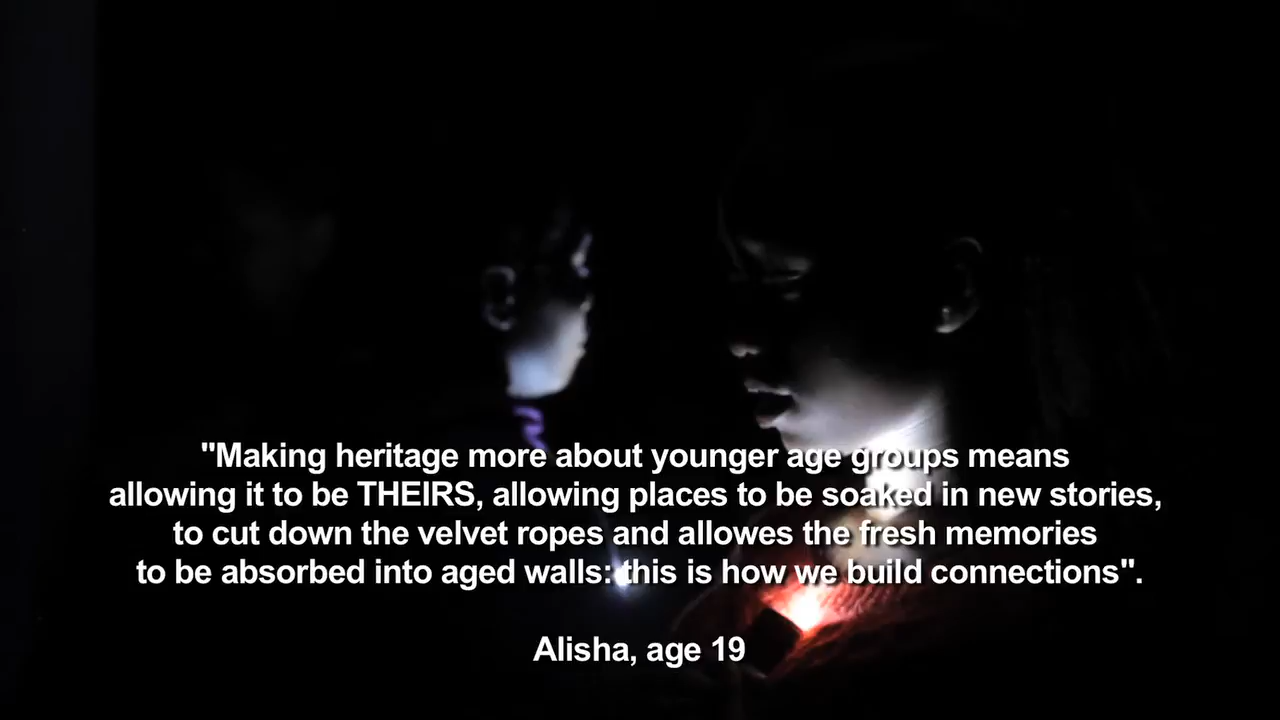 "Making heritage more about younger age groups means
allowing it to be THEIRS, allowing places to be soaked in new stories,
to cut down the velvet ropes and allowes the fresh memories
to be absorbed into aged walls: this is how we build connections".
Alisha, age 19